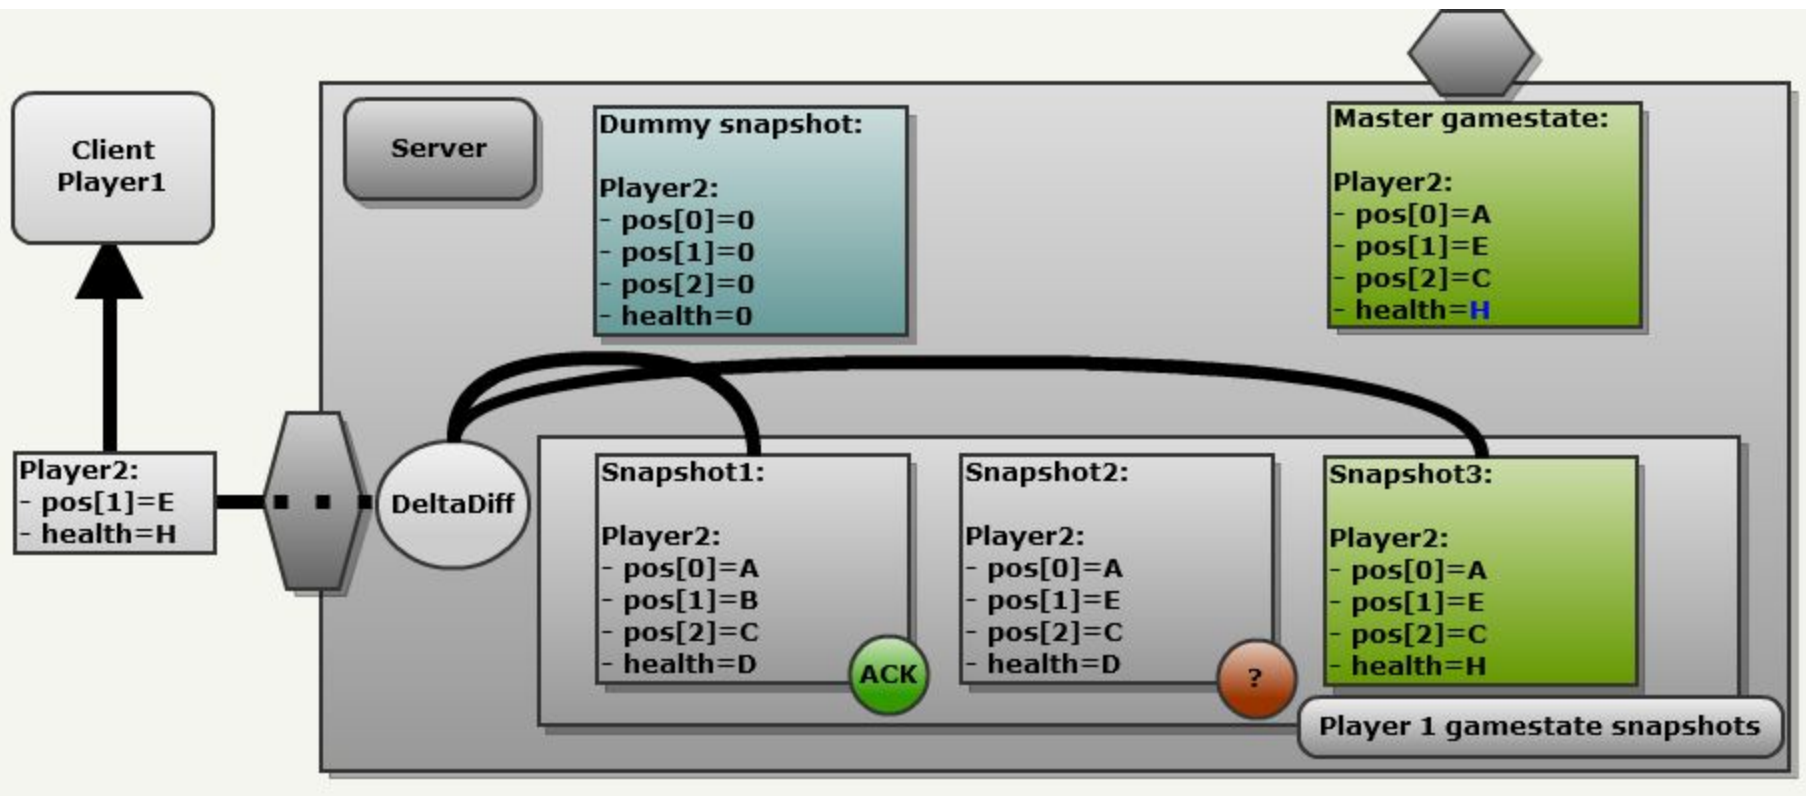 Client
Player1
Server
Dummy snapshot:
Player2:
- pos[0]=0
- pos[1]=0
- pos[2]=0
- health=0
Master gamestate:
Player2:
- pos[0]=A
- pos[1]=E
- pos[2]=C
- health=H
Player2:
- pos[1]=E
- health=H
DeltaDiff
Snapshot1:
Player2:
- pos[0]=A
- pos[1]=B
- pos[2]=C
- health=D
ACK
Snapshot2:
Player2:
- pos[0]=A
- pos[1]=E
- pos[2]=C
- health=D
?
Snapshot3:
Player2:
- pos[0]=A
- pos[1]=E
- pos[2]=C
- health=H
Player 1 gamestate snapshots